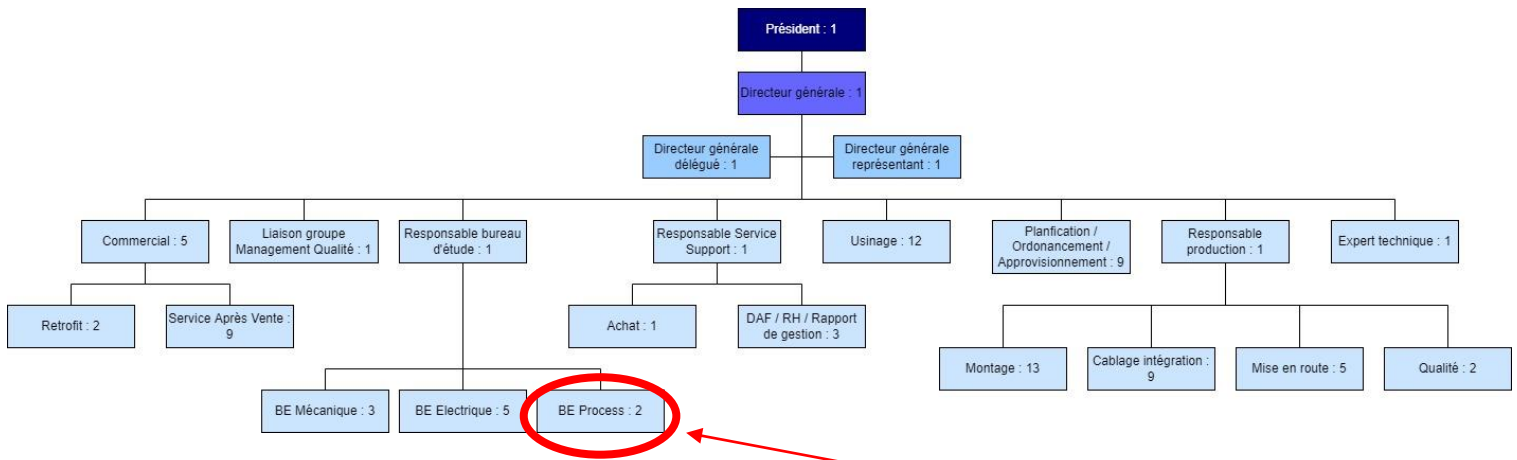 Président : 1
Directeur générale : 1
Directeur générale
délégué : 1
Directeur générale
représentant : 1
Commercial : 5
Liaison groupe
Management Qualité : 1
Responsable bureau
d'étude : 1
Responsable Service
Support : 1
Usinage : 12
Planfication /
Ordonancement /
Approvisionnement : 9
Responsable
production : 1
Expert technique : 1
Retrofit : 2
Service Après Vente :
9
Achat : 1
DAF / RH / Rapport
de gestion : 3
Montage : 13
Cablage intégration :
9
Mise en route : 5
Qualité : 2
BE Mécanique : 3
BE Electrique : 5
BE Process : 2